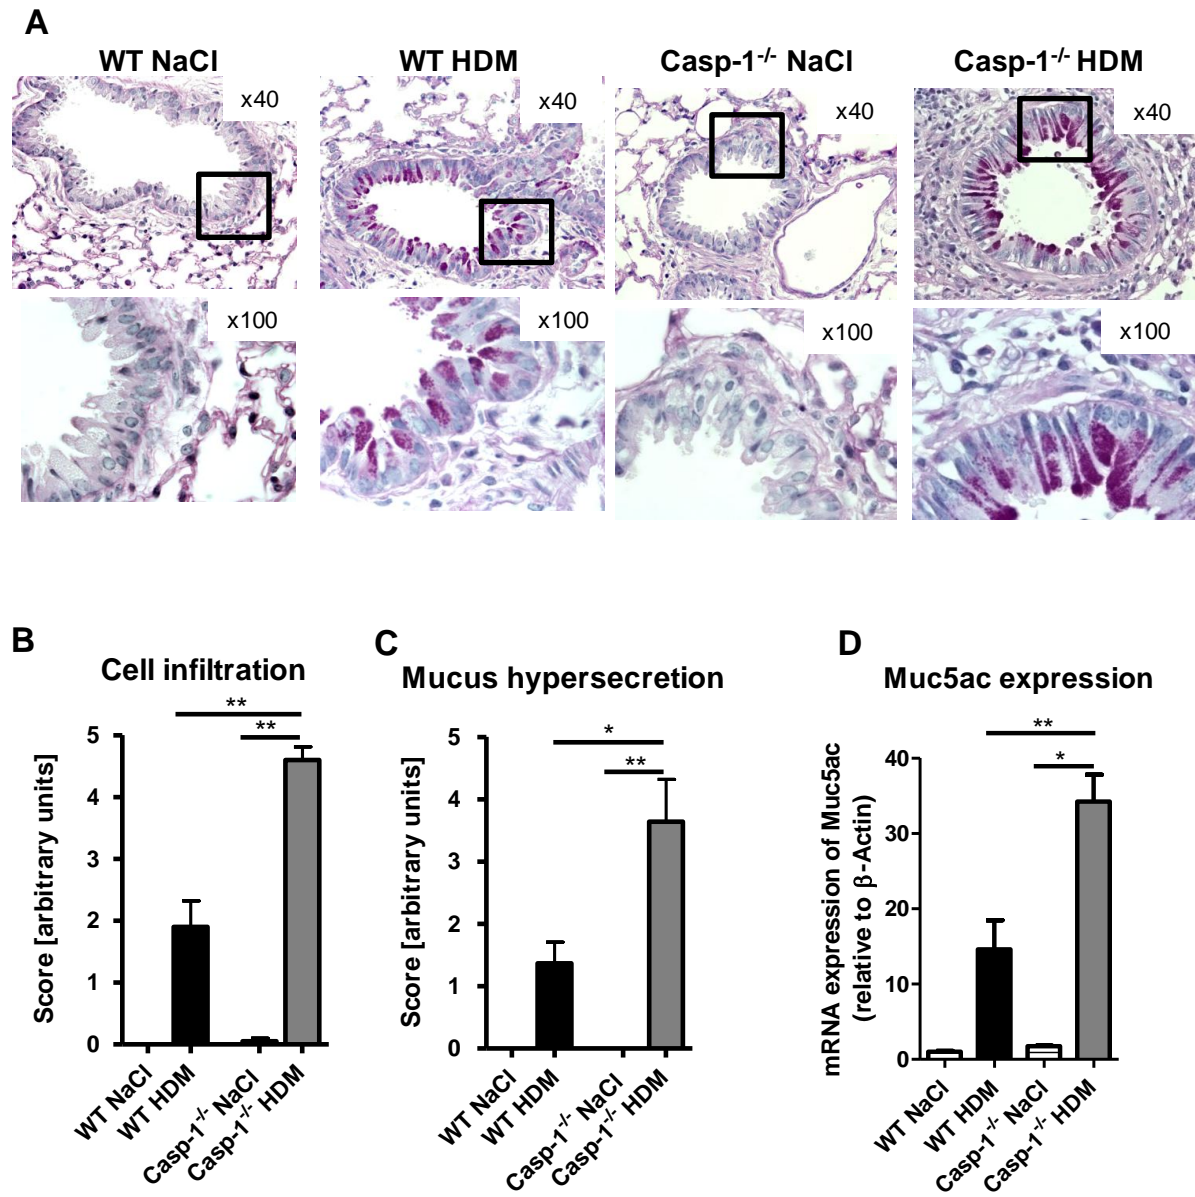 A
WT NaCl
WT HDM
Casp-1-/- NaCl
Casp-1-/- HDM
x40
x40
x40
x40
x100
x100
x100
x100
B
Cell infiltration
**
**
Score [arbitrary units]
5
4
3
2
1
0
WT NaCl
WT HDM
Casp-1-/- NaCl
Casp-1-/- HDM
C
Mucus hypersecretion
*
**
Score [arbitrary units]
5
4
3
2
1
0
WT NaCl
WT HDM
Casp-1-/- NaCl
Casp-1-/- HDM
D
Muc5ac expression
**
*
mRNA expression of Muc5ac
(relative to β-Actin)
40
30
20
10
0
WT NaCl
WT HDM
Casp-1-/- NaCl
Casp-1-/- HDM